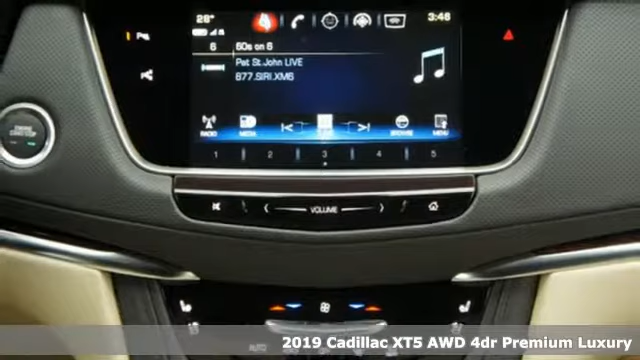 28°
3:46
6 60s on 6
Pat St.John LIVE
877.SIRI.XM6
RADIO MEDIA BROWSE MENU
1 2 3 4 5
VOLUME
2019 Cadillac XT5 AWD 4dr Premium Luxury